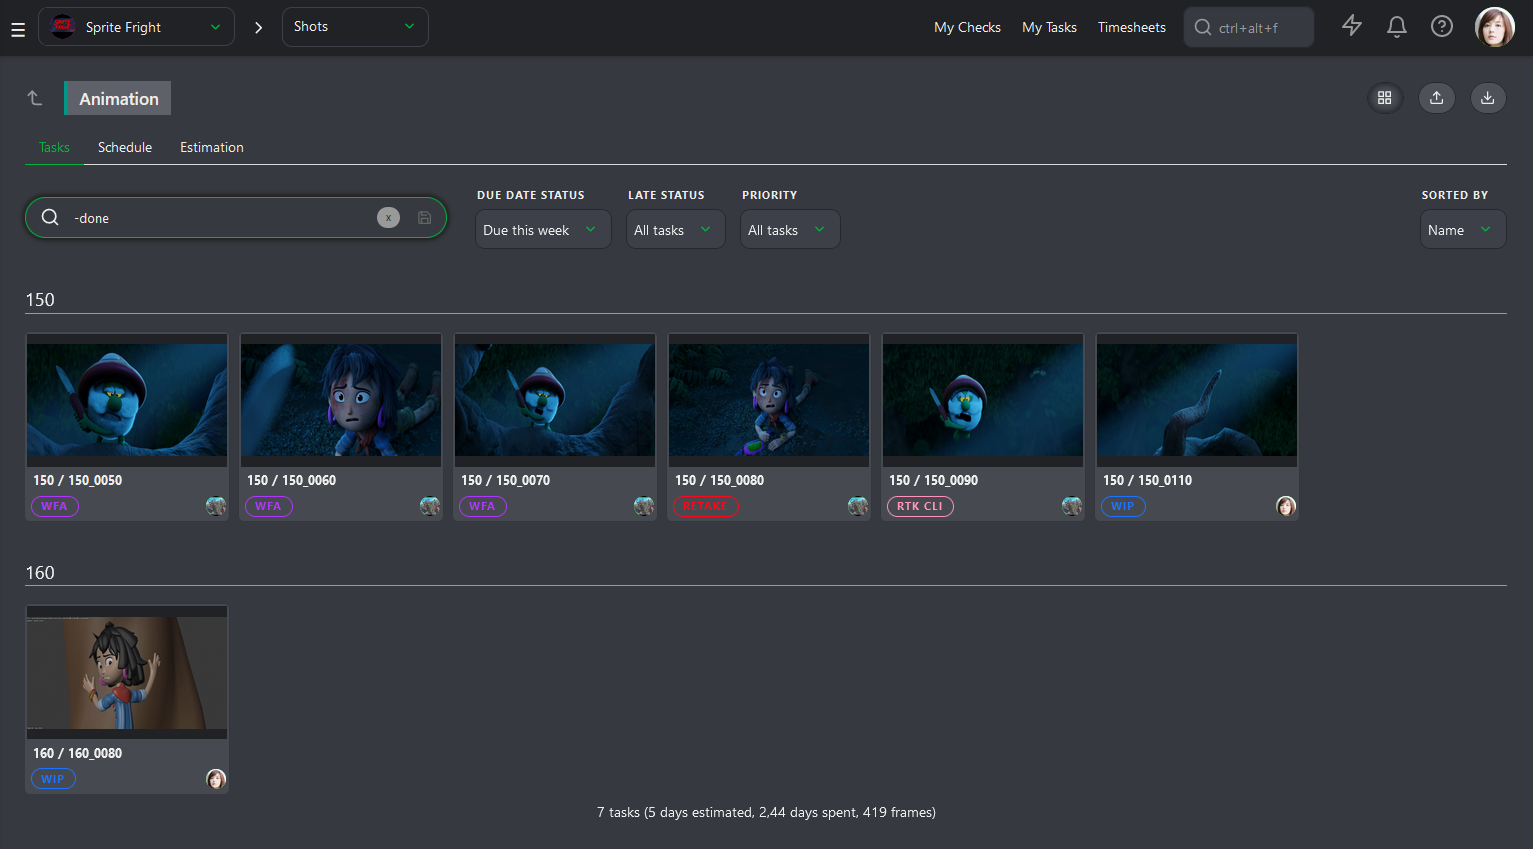 Sprite Fright
Shots
My Checks
My Tasks
Timesheets
ctrl+alt+f
Animation
Tasks
Schedule
Estimation
-done
x
DUE DATE STATUS
Due this week
LATE STATUS
All tasks
PRIORITY
All tasks
SORTED BY
Name
150
150 / 150_0050
WFA
150 / 150_0060
WFA
150 / 150_0070
WFA
150 / 150_0080
RETAKE
150 / 150_0090
RTK CLI
150 / 150_0110
WIP
160
160 / 160_0080
WIP
7 tasks (5 days estimated, 2,44 days spent, 419 frames)